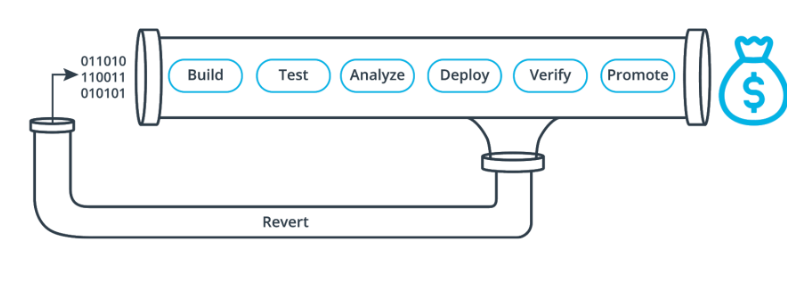 011010
110011
010101
Build
Test
Analyze
Deploy
Verify
Promote
$
Revert